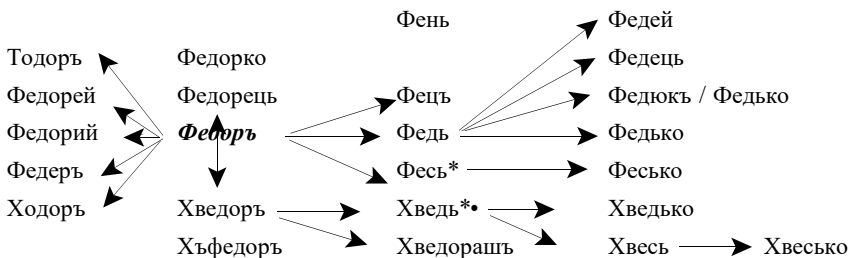 Фень Федей
Тодоръ Федорко Федець
Федорей Федорець Фецъ Федюкъ / Федько
Федорий Федоръ Федь Федько
Федеръ Фесь* Фесько
Ходоръ Хведоръ Хведь*• Хведько
Хъфедоръ Хведорашъ Хвесь Хвесько